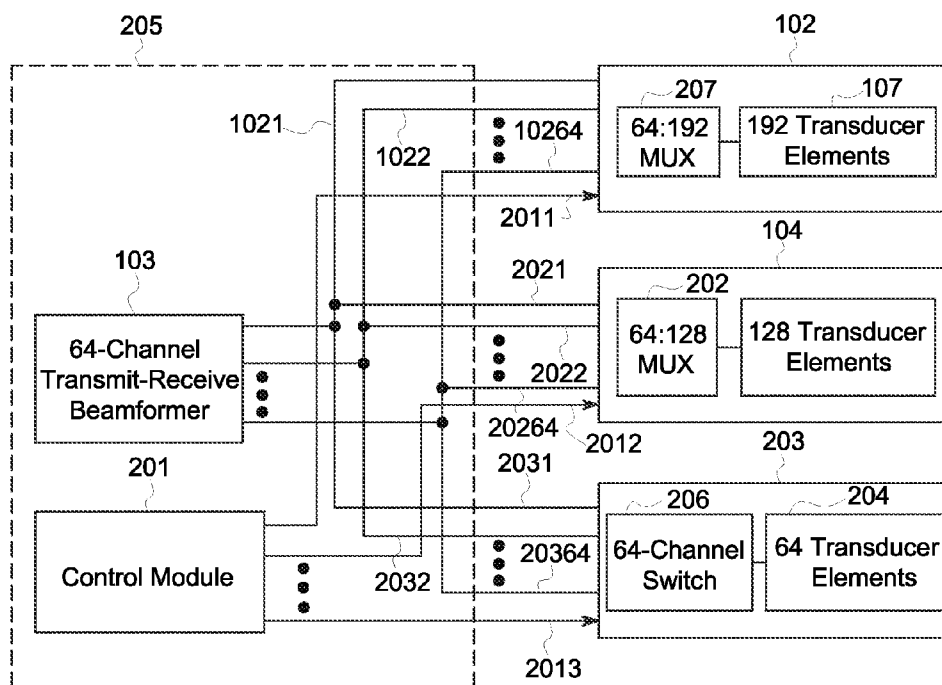 205
102
1021
1022
10264
207
107
64:192
MUX
192 Transducer
Elements
2011
104
103
2021
202
64-Channel
Transmit-Receive
Beamformer
64:128
MUX
128 Transducer
Elements
2022
20264
2012
203
201
2031
206
204
Control Module
2032
20364
64-Channel
Switch
64 Transducer
Elements
2013